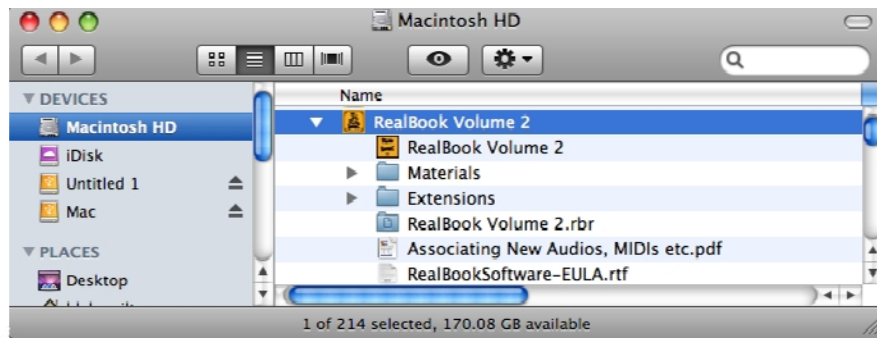 Macintosh HD
Name
DEVICES
Macintosh HD
iDisk
Untitled 1
Mac
PLACES
Desktop
RealBook Volume 2
RealBook Volume 2
Materials
Extensions
RealBook Volume 2.rbr
Associating New Audios, MIDIs etc.pdf
RealBookSoftware-EULA.rtf
1 of 214 selected, 170.08 GB available